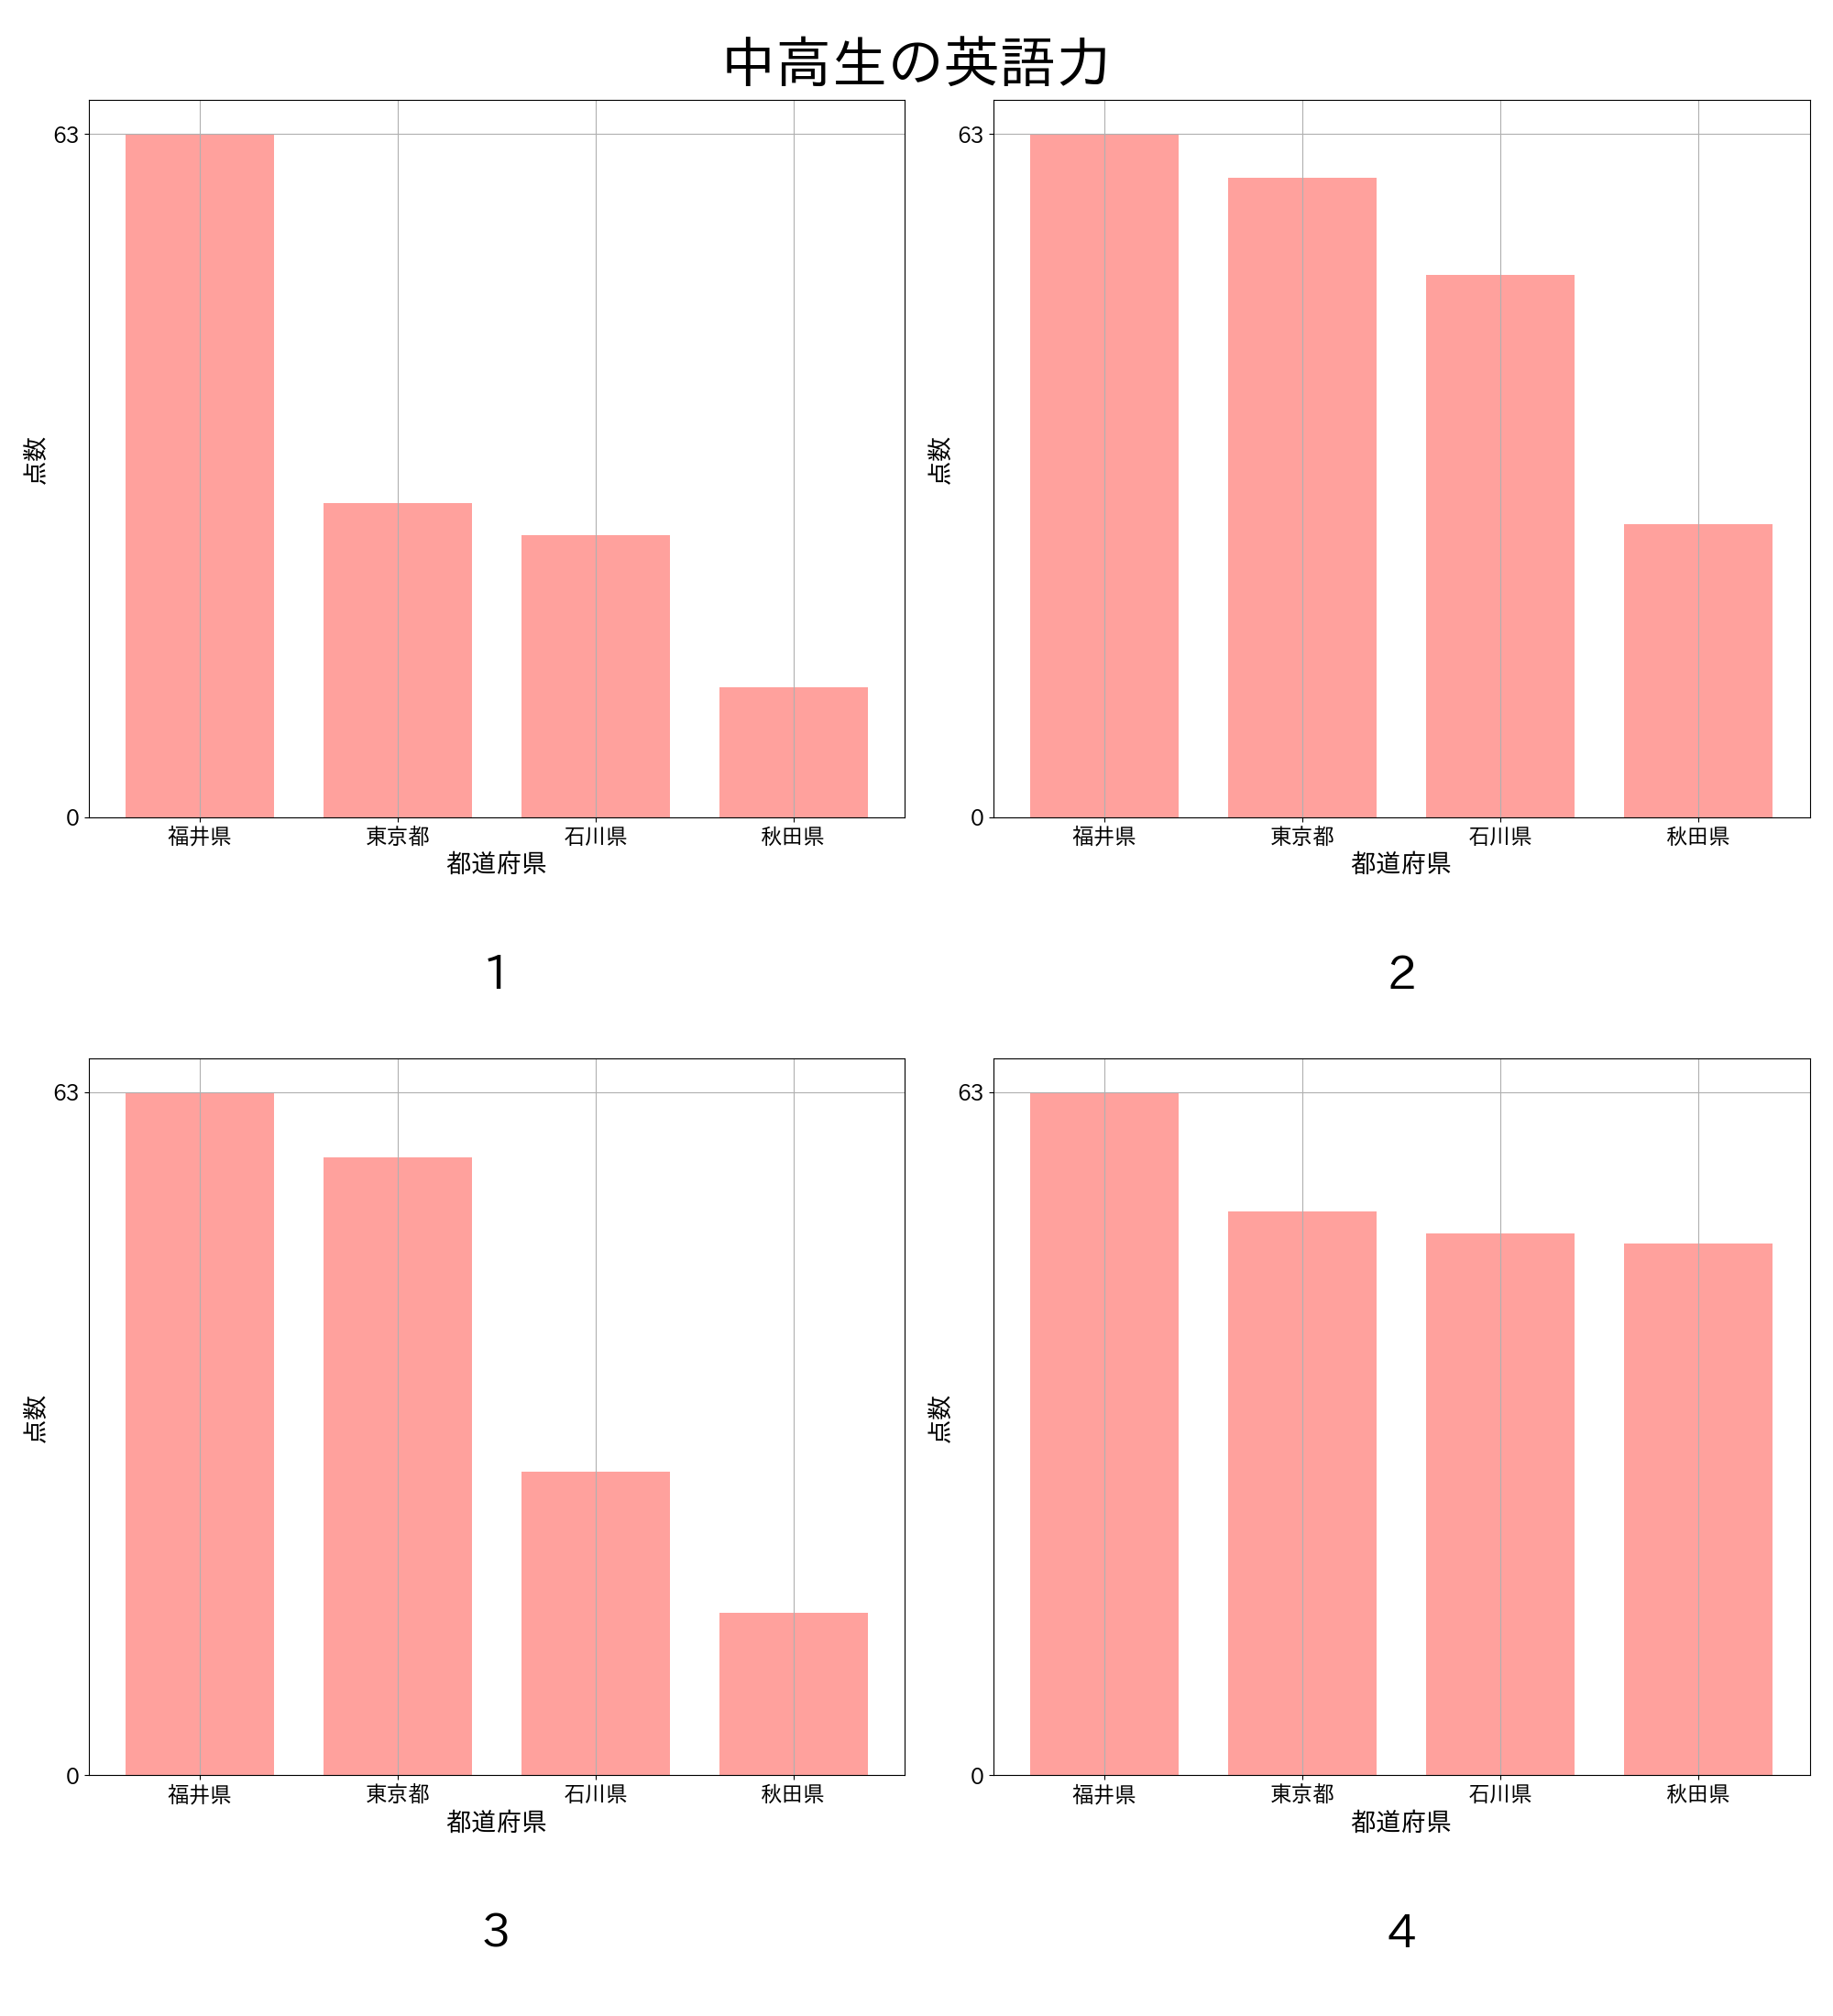 中高生の英語力
63
点数
0
福井県 東京都 石川県 秋田県
都道府県
1
63
点数
0
福井県 東京都 石川県 秋田県
都道府県
2
63
点数
0
福井県 東京都 石川県 秋田県
都道府県
3
63
点数
0
福井県 東京都 石川県 秋田県
都道府県
4